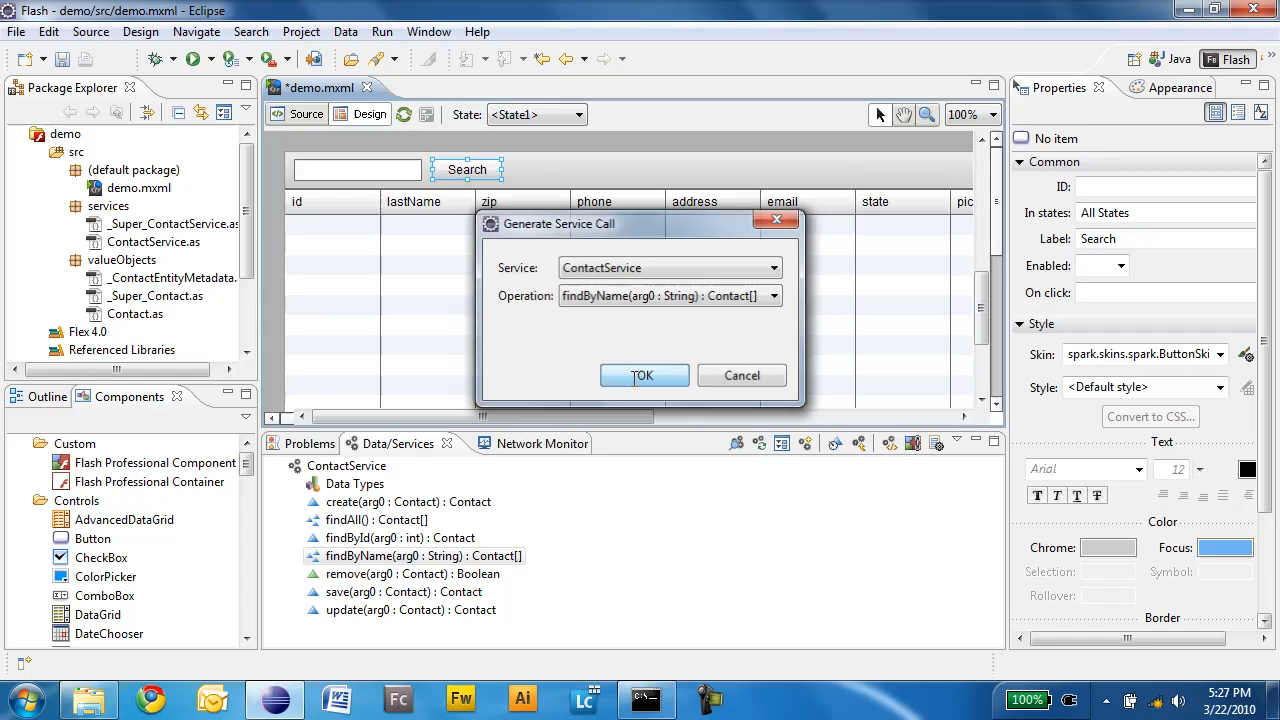 Flash - demo/src/demo.mxml - Eclipse
File Edit Source Design Navigate Search Project Data Run Window Help
Java
Fb Flash
Package Explorer
demo
src
(default package)
demo.mxml
services
_Super_ContactService.as
ContactService.as
valueObjects
_ContactEntityMetadata.
_Super_Contact.as
Contact.as
Flex 4.0
Referenced Libraries
Outline Components
Custom
Flash Professional Component
Flash Professional Container
Controls
AdvancedDataGrid
Button
CheckBox
ColorPicker
ComboBox
DataGrid
DateChooser
*demo.mxml
Source Design State: <State1> 100%
Search
id lastName zip phone address email state pic
Generate Service Call
Service: ContactService
Operation: findByName(arg0 : String) : Contact[]
OK Cancel
Problems Data/Services Network Monitor
ContactService
Data Types
create(arg0 : Contact) : Contact
findAll() : Contact[]
findById(arg0 : int) : Contact
findByName(arg0 : String) : Contact[]
remove(arg0 : Contact) : Boolean
save(arg0 : Contact) : Contact
update(arg0 : Contact) : Contact
Properties Appearance
No item
Common
ID:
In states: All States
Label: Search
Enabled:
On click:
Style
Skin: spark.skins.spark.ButtonSki
Style: <Default style>
Convert to CSS...
Text
Arial 12
T T T T
Color
Chrome: Focus:
Selection: Symbol:
Rollover:
Border
W Fc Fw Ai LC
100%
5:27 PM
3/22/2010